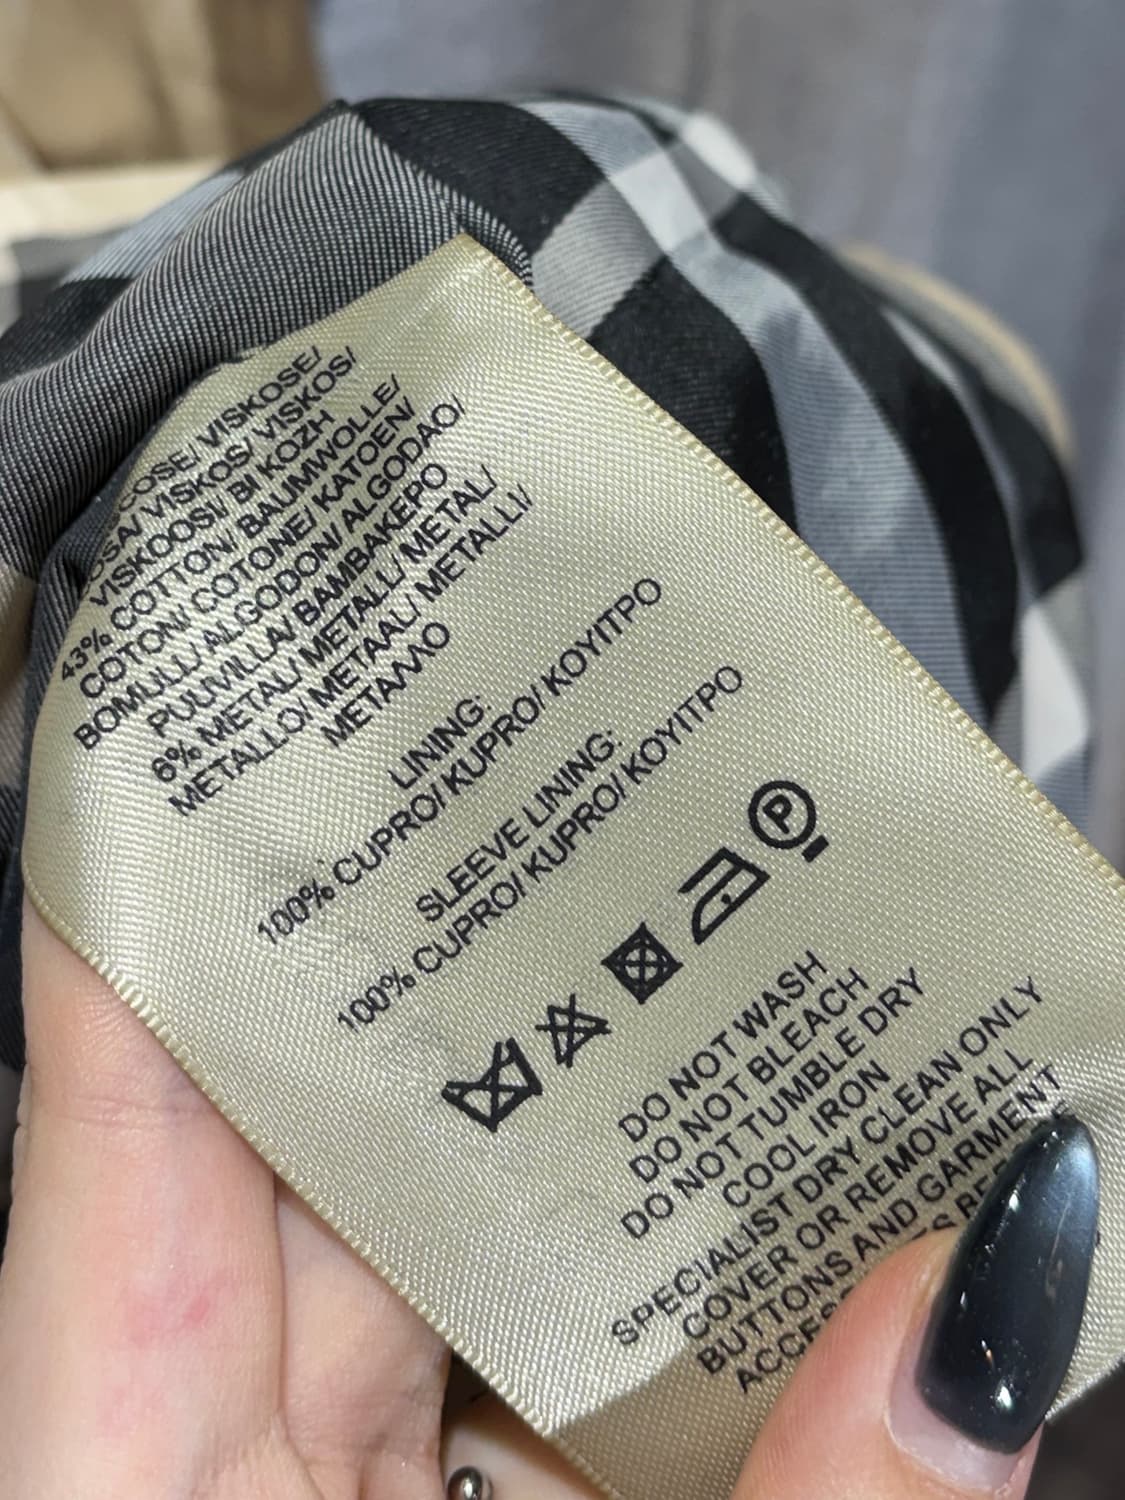 VISKOSE/
VISKOS/ VISKOS/
VISKOOSI/ BI KOZH
43% COTTON/ BAUMWOLLE/
COTON/ COTONE/ KATOEN/
BOMULL/ ALGODON/ ALGODAO/
PUUVILLA/ BAMBAKEPO
6% METAL/ METALL/ METAL/
METALLO/ METAAL/ METALLI/
METAΛΛO
LINING:
100% CUPRO/ KUPRO/ KOYITPO
SLEEVE LINING:
100% CUPRO/ KUPRO/ KOYITPO
P
DO NOT WASH
DO NOT BLEACH
DO NOT TUMBLE DRY
COOL IRON
SPECIALIST DRY CLEAN ONLY
COVER OR REMOVE ALL
BUTTONS AND GARMENT